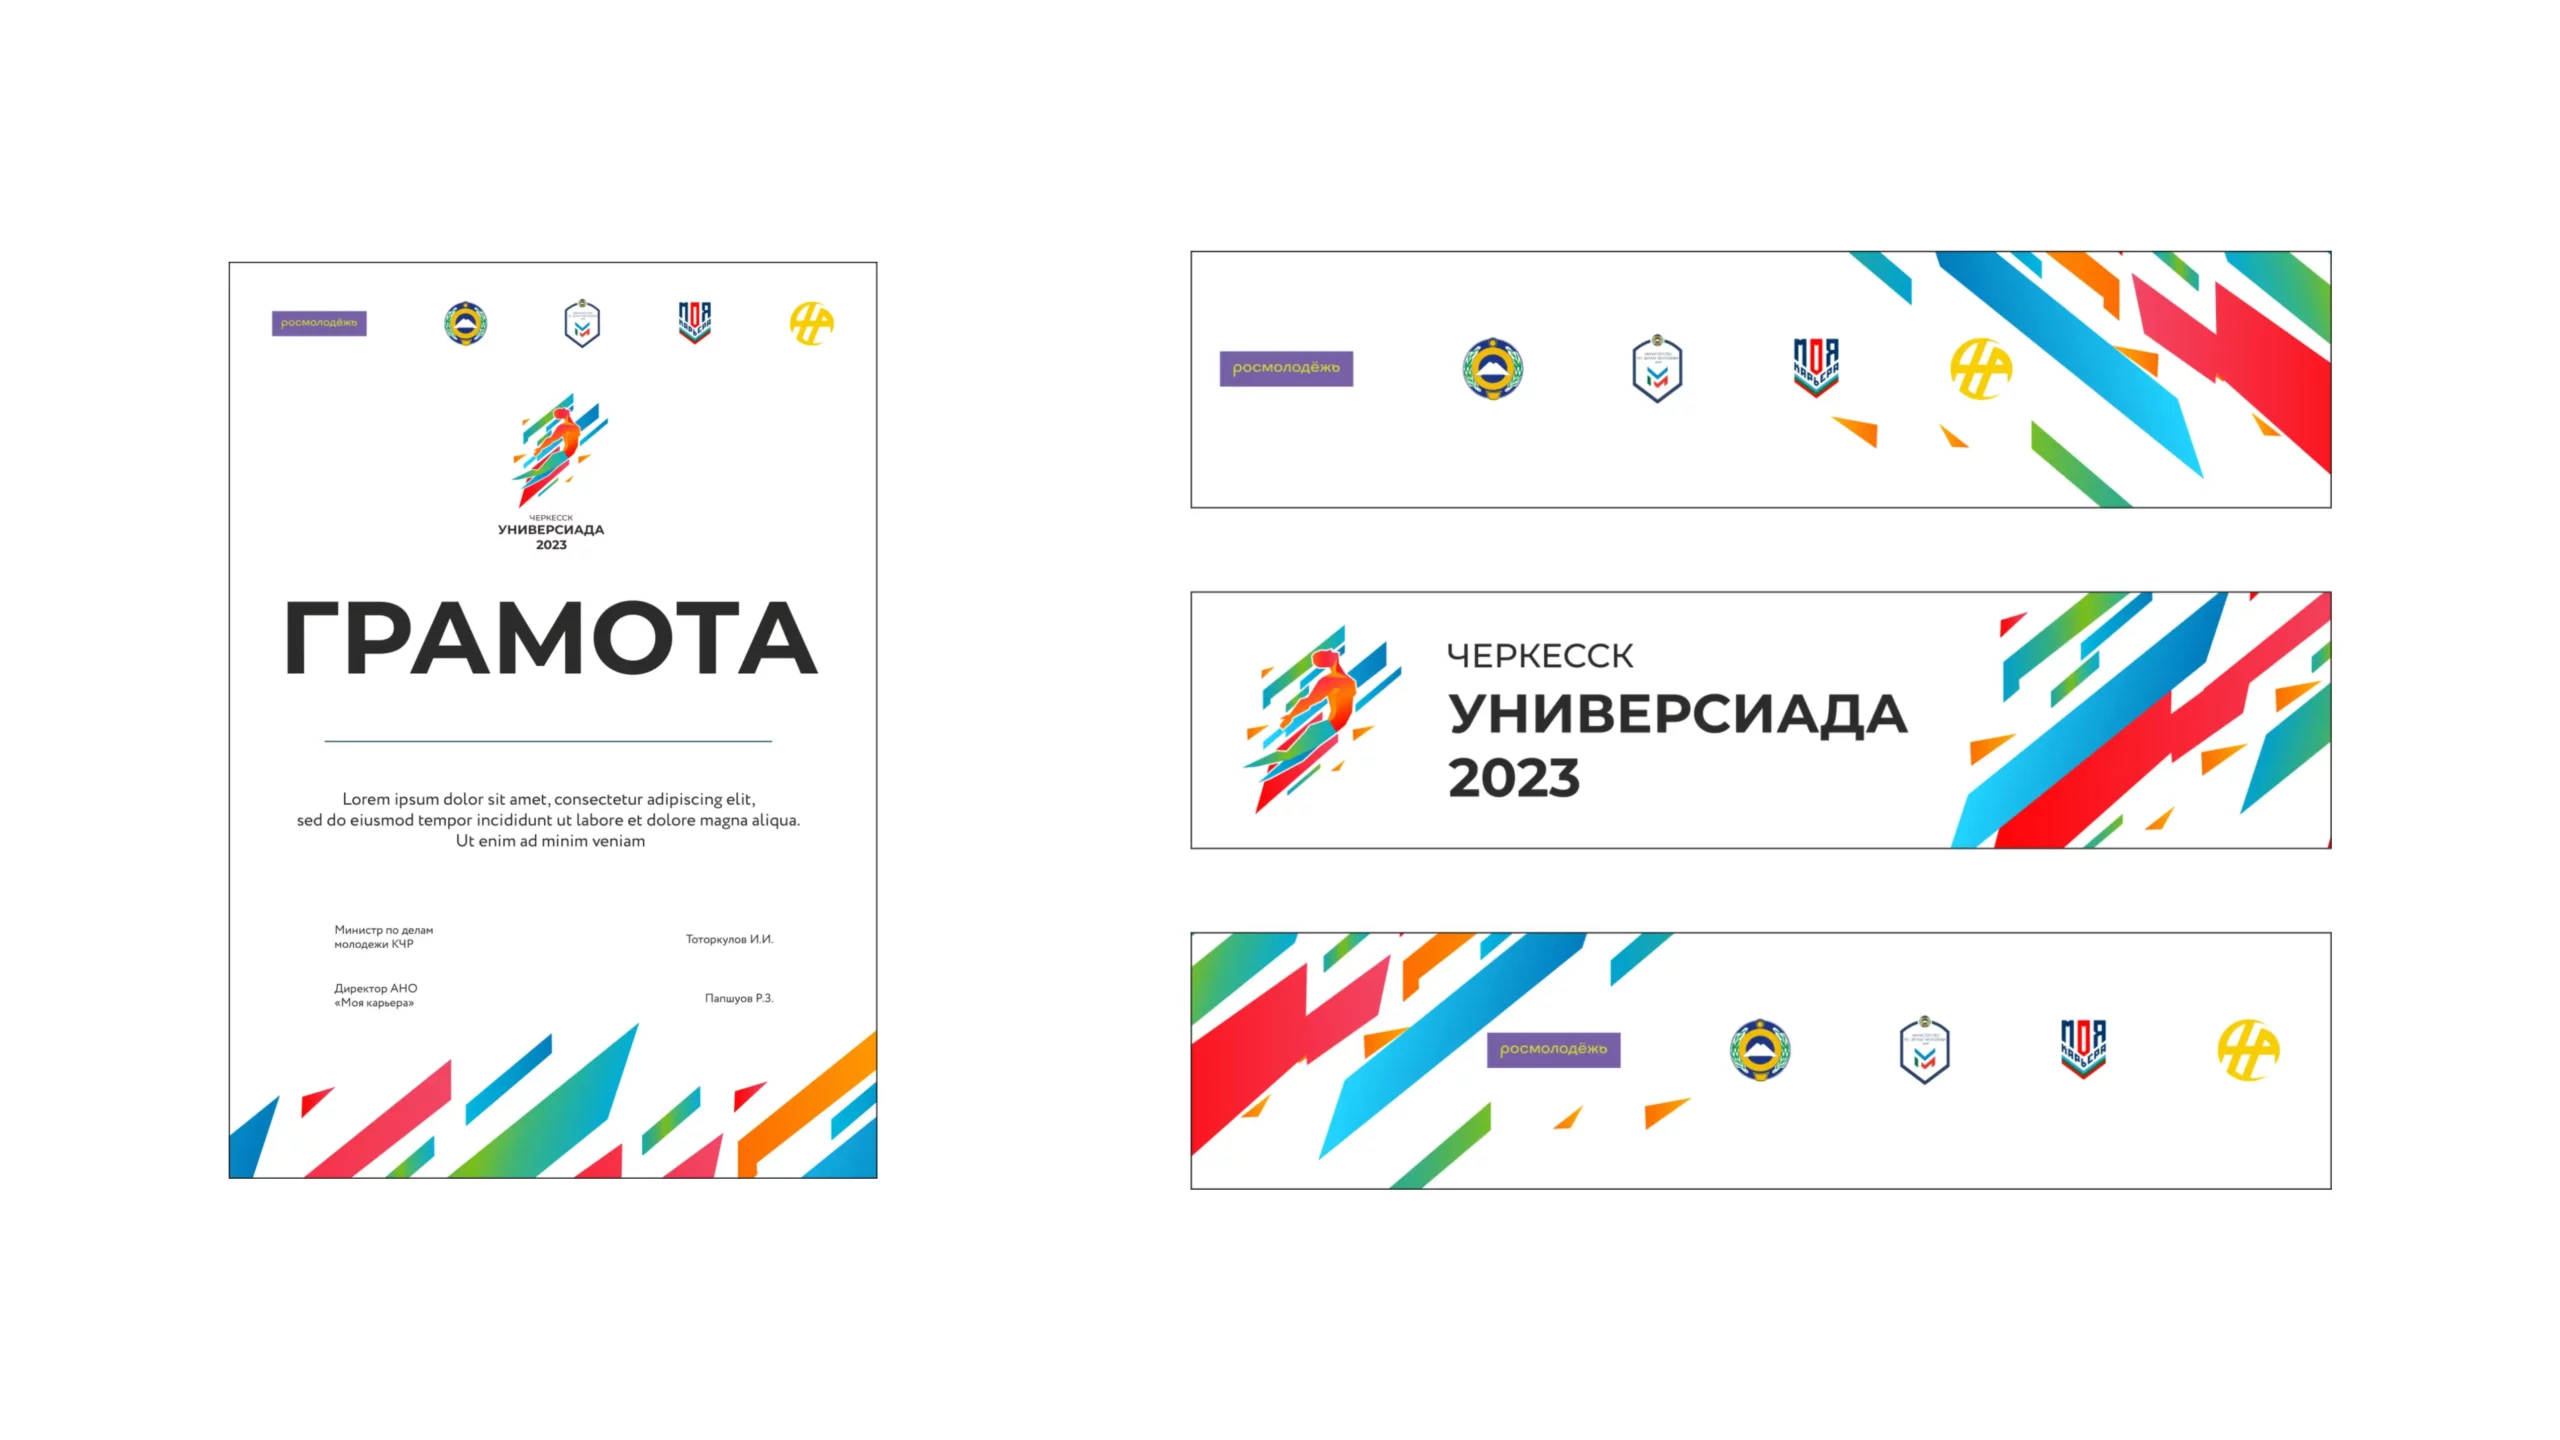 росмолодёжь
МОЯ
КАРЬЕРА
ЧЕРКЕССК
УНИВЕРСИАДА
2023
ГРАМОТА
Lorem ipsum dolor sit amet, consectetur adipiscing elit,
sed do eiusmod tempor incididunt ut labore et dolore magna aliqua.
Ut enim ad minim veniam
Министр по делам
молодежи КЧР
Тоторкулов И.И.
Директор АНО
«Моя карьера»
Папшуов Р.З.
росмолодёжь
МОЯ
КАРЬЕРА
ЧЕРКЕССК
УНИВЕРСИАДА
2023
росмолодёжь
МОЯ
КАРЬЕРА